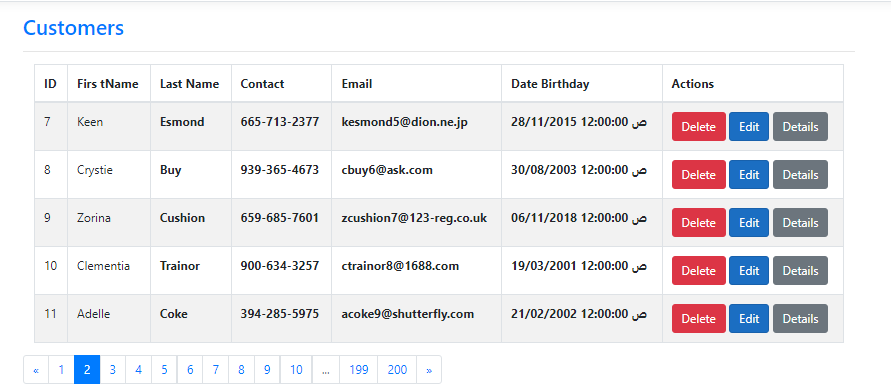 Customers
ID Firs tName Last Name Contact Email Date Birthday Actions
7 Keen Esmond 665-713-2377 kesmond5@dion.ne.jp 28/11/2015 12:00:00 ص Delete Edit Details
8 Crystie Buy 939-365-4673 cbuy6@ask.com 30/08/2003 12:00:00 ص Delete Edit Details
9 Zorina Cushion 659-685-7601 zcushion7@123-reg.co.uk 06/11/2018 12:00:00 ص Delete Edit Details
10 Clementia Trainor 900-634-3257 ctrainor8@1688.com 19/03/2001 12:00:00 ص Delete Edit Details
11 Adelle Coke 394-285-5975 acoke9@shutterfly.com 21/02/2002 12:00:00 ص Delete Edit Details
« 1 2 3 4 5 6 7 8 9 10 ... 199 200 »